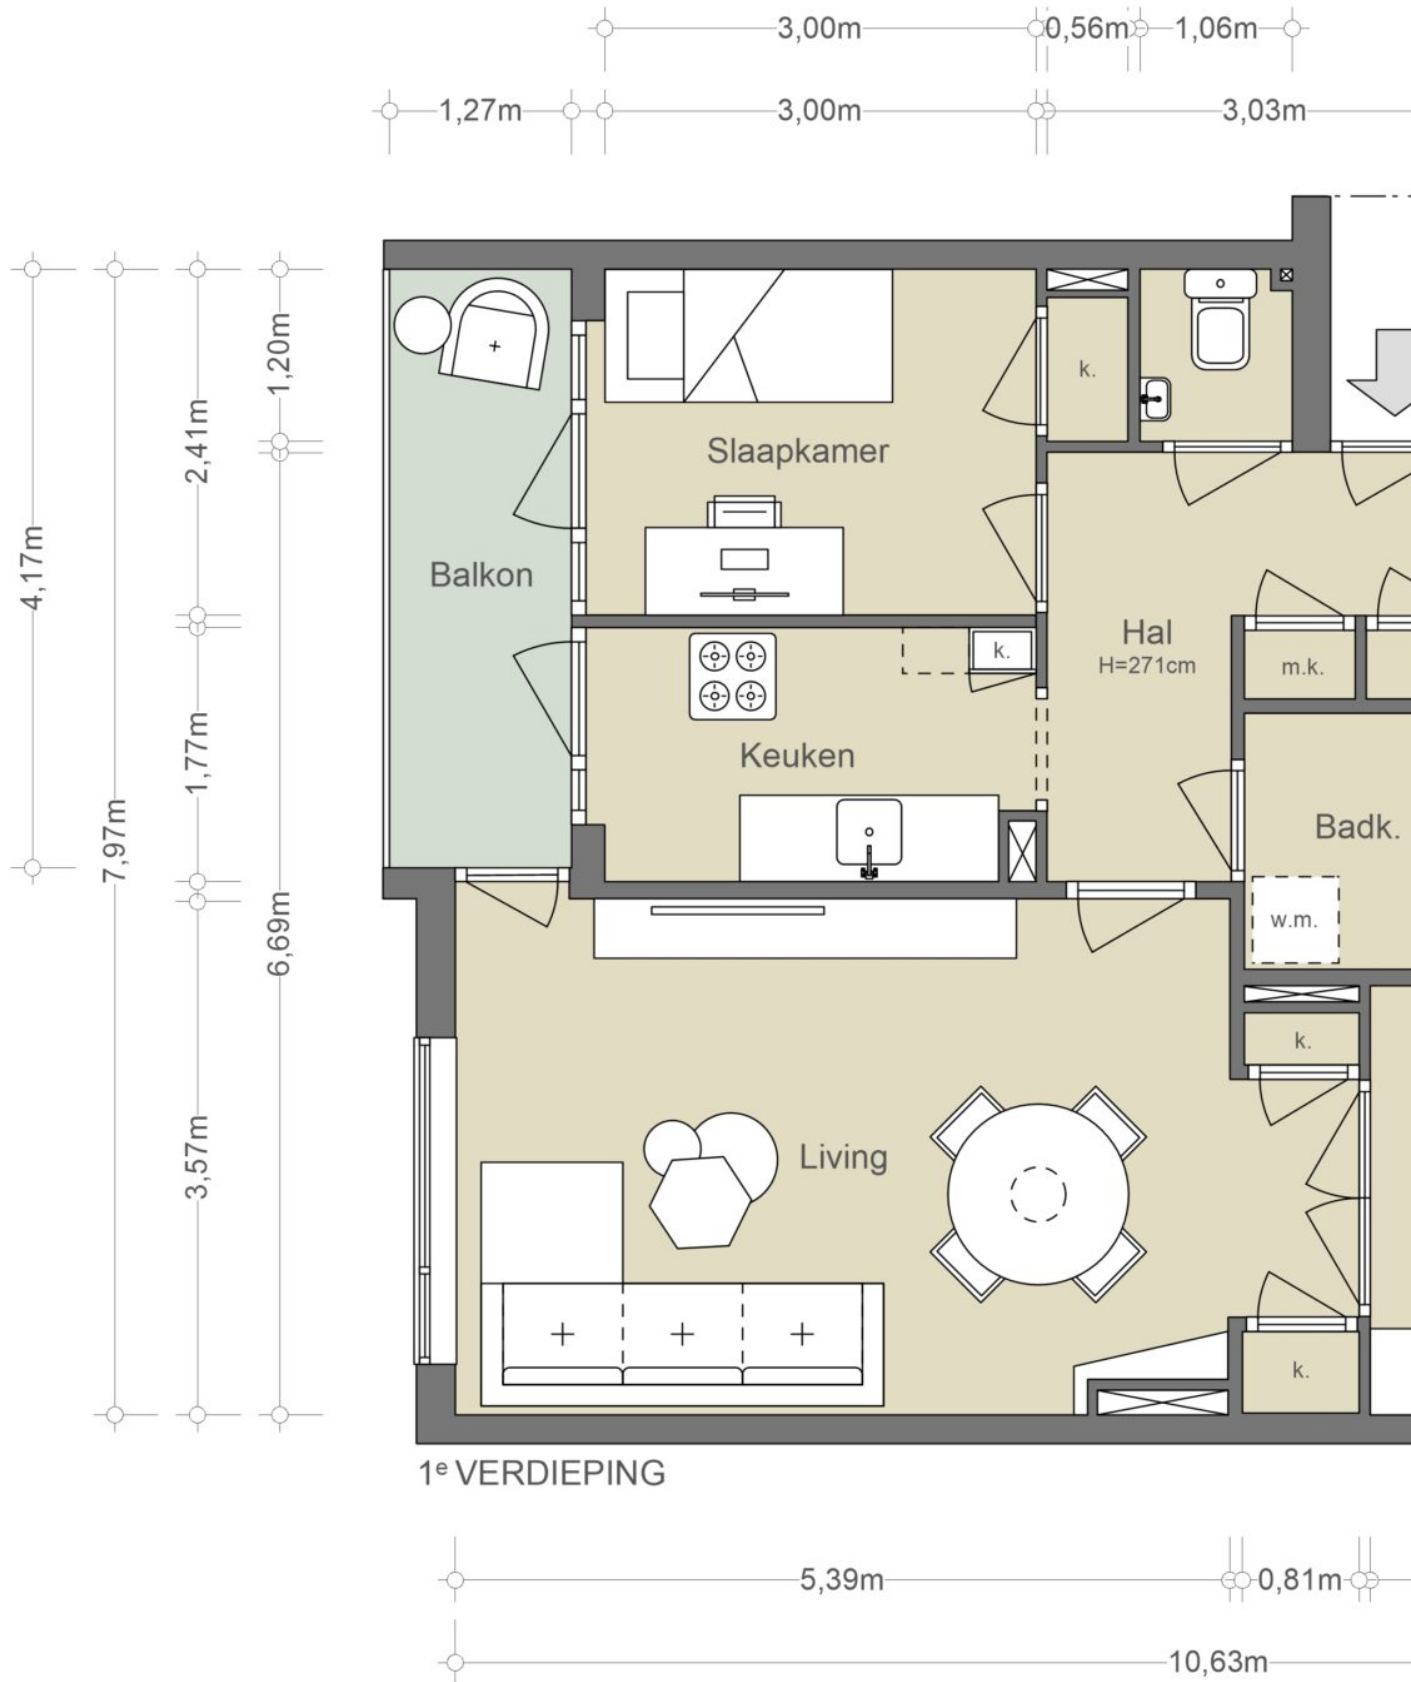 3,00m
0,56m
1,06m
1,27m
3,00m
3,03m
1,20m
2,41m
4,17m
7,97m
1,77m
6,69m
3,57m
k.
Slaapkamer
Balkon
Hal
H=271cm
k.
m.k.
Keuken
Badk.
w.m.
k.
Living
k.
1e VERDIEPING
5,39m
0,81m
10,63m